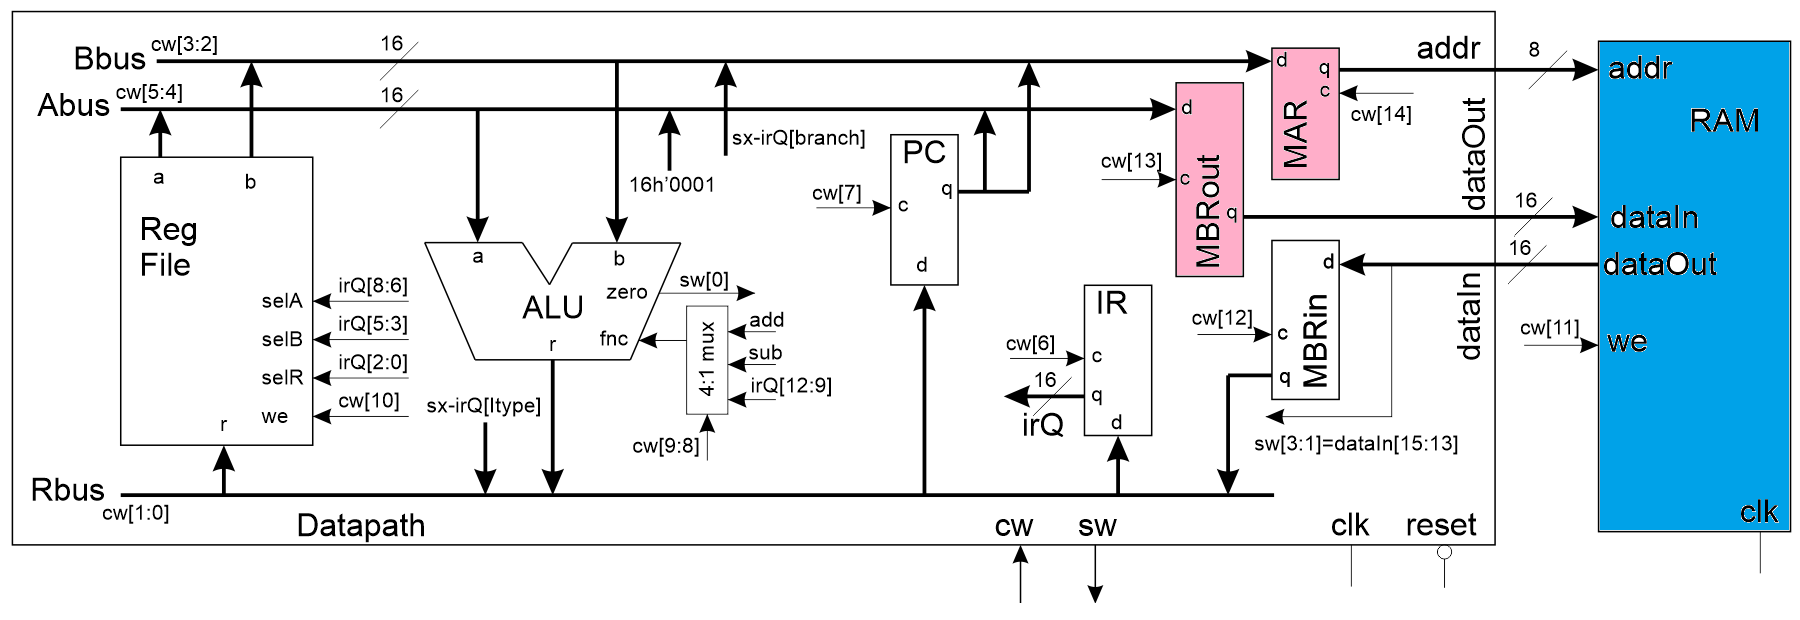 Bbus
cw[3:2]
16
Abus
cw[5:4]
16
a
b
Reg
File
selA
irQ[8:6]
selB
irQ[5:3]
selR
irQ[2:0]
we
cw[10]
r
a
b
zero
sw[0]
ALU
fnc
r
4:1 mux
add
sub
irQ[12:9]
cw[9:8]
sx-irQ[Itype]
16h'0001
sx-irQ[branch]
PC
q
cw[7]
c
d
IR
cw[6]
c
16
q
irQ
d
cw[13]
d
c
q
MBRout
d
q
c
MAR
cw[14]
addr
8
dataOut
16
16
dataIn
d
cw[12]
c
q
MBRin
sw[3:1]=dataIn[15:13]
addr
RAM
dataIn
dataOut
cw[11]
we
clk
Rbus
cw[1:0]
Datapath
cw
sw
clk
reset